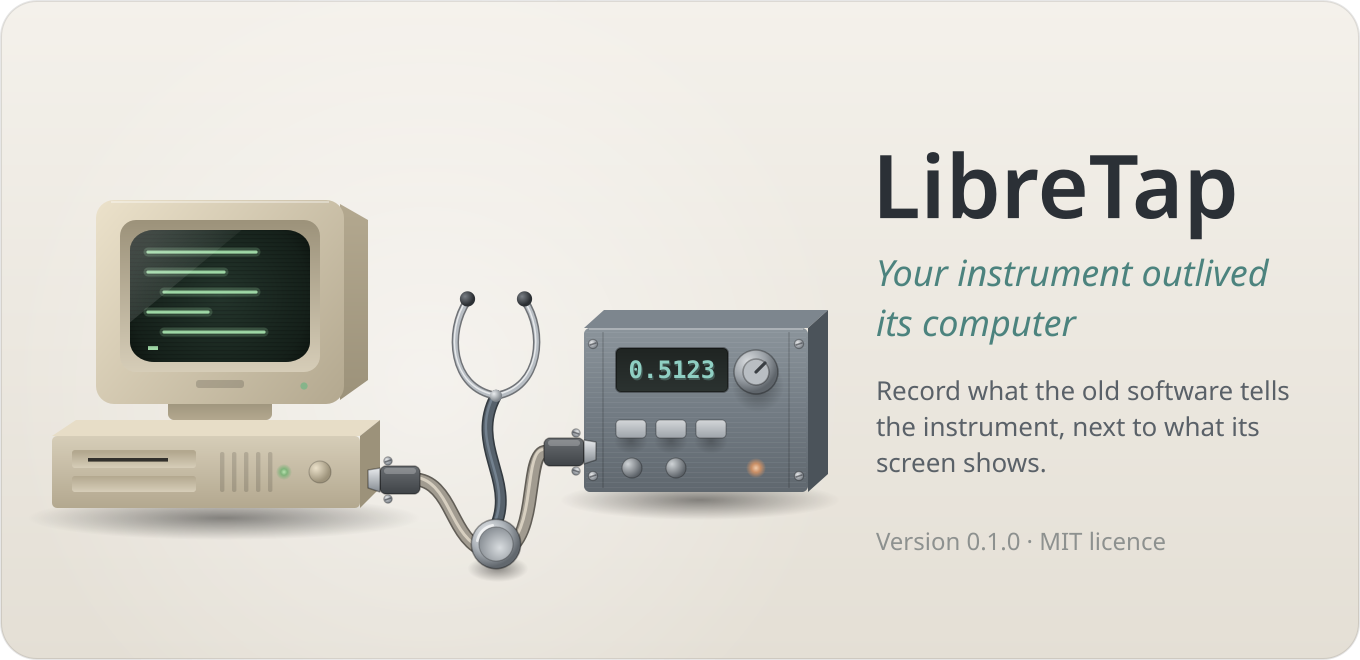 LibreTap
Your instrument outlived
its computer
0.5123
Record what the old software tells
the instrument, next to what its
screen shows.
Version 0.1.0 · MIT licence